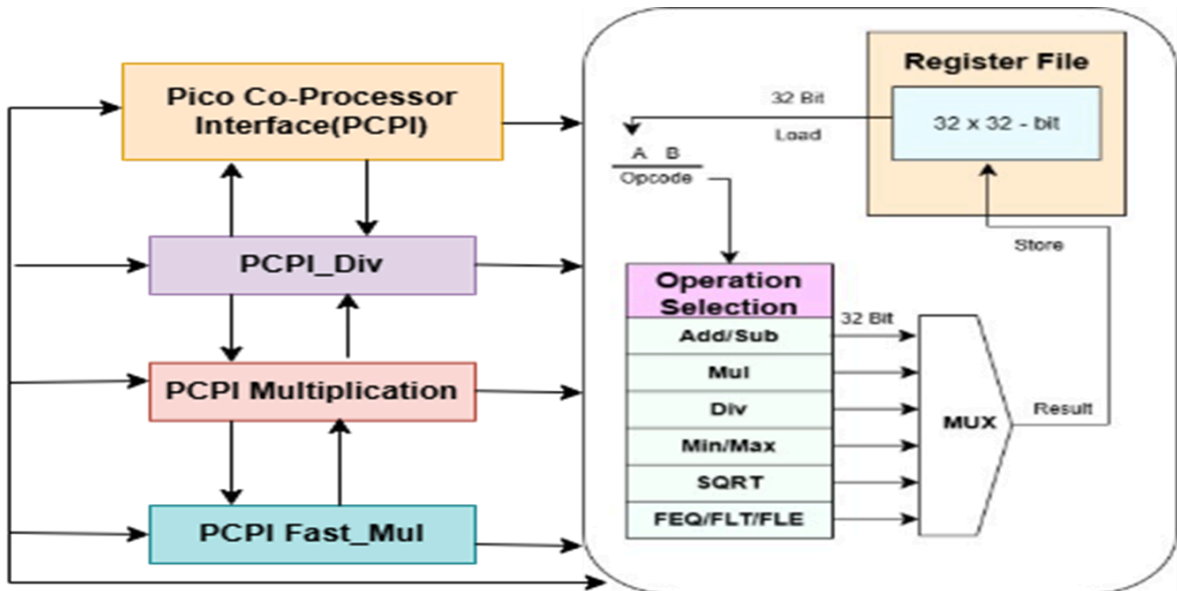 Pico Co-Processor
Interface(PCPI)
PCPI_Div
PCPI Multiplication
PCPI Fast_Mul
Register File
32 x 32 - bit
32 Bit
Load
A B
Opcode
Store
Operation
Selection
Add/Sub
Mul
Div
Min/Max
SQRT
FEQ/FLT/FLE
32 Bit
MUX
Result